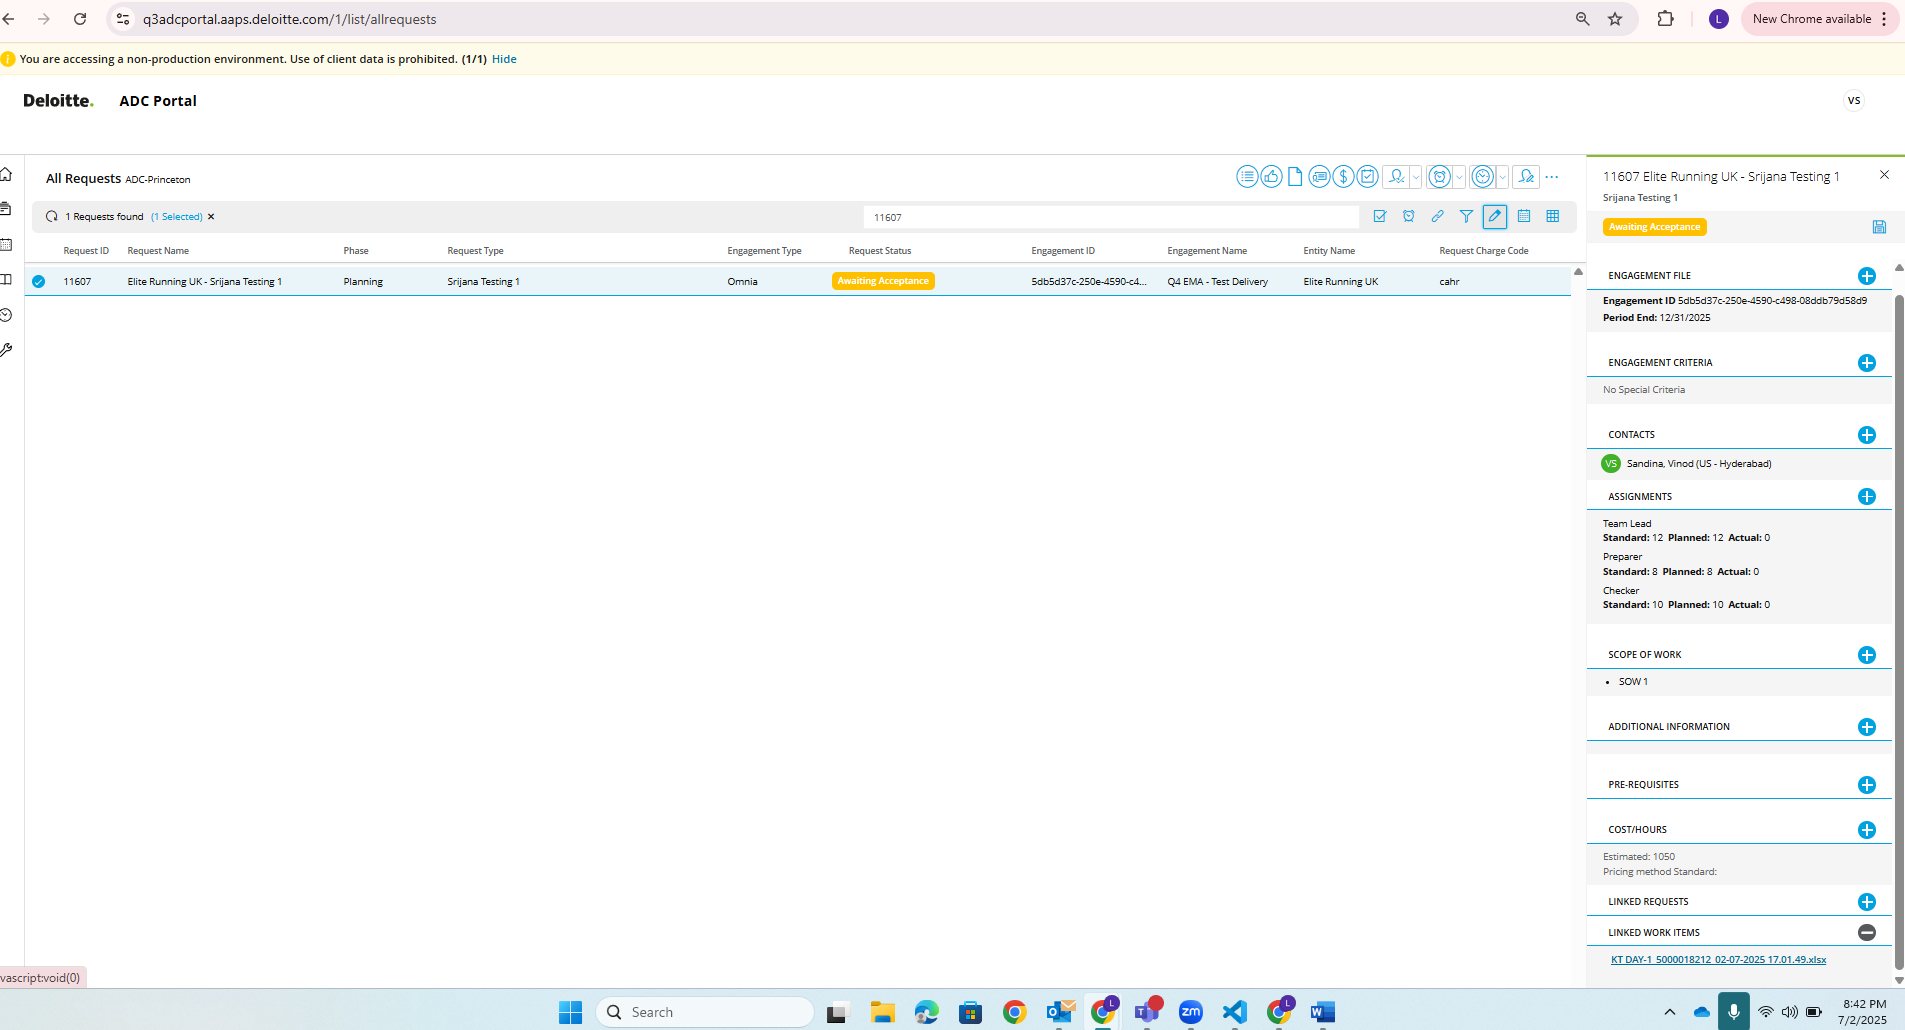 q3adcportal.aaps.deloitte.com/1/list/allrequests
L
New Chrome available
You are accessing a non-production environment. Use of client data is prohibited. (1/1) Hide
Deloitte. ADC Portal
VS
All Requests ADC-Princeton
1 Requests found (1 Selected)
11607
Request ID Request Name Phase Request Type Engagement Type Request Status Engagement ID Engagement Name Entity Name Request Charge Code
11607 Elite Running UK - Srijana Testing 1 Planning Srijana Testing 1 Omnia Awaiting Acceptance 5db5d37c-250e-4590-c4... Q4 EMA - Test Delivery Elite Running UK cahr
11607 Elite Running UK - Srijana Testing 1
Srijana Testing 1
Awaiting Acceptance
ENGAGEMENT FILE
Engagement ID 5db5d37c-250e-4590-c498-08ddb79d58d9
Period End: 12/31/2025
ENGAGEMENT CRITERIA
No Special Criteria
CONTACTS
VS Sandina, Vinod (US - Hyderabad)
ASSIGNMENTS
Team Lead
Standard: 12 Planned: 12 Actual: 0
Preparer
Standard: 8 Planned: 8 Actual: 0
Checker
Standard: 10 Planned: 10 Actual: 0
SCOPE OF WORK
• SOW 1
ADDITIONAL INFORMATION
PRE-REQUISITES
COST/HOURS
Estimated: 1050
Pricing method Standard:
LINKED REQUESTS
LINKED WORK ITEMS
KT DAY-1_5000018212_02-07-2025 17.01.49.xlsx
vascript:void(0)
Search
L
zm
L
8:42 PM
7/2/2025